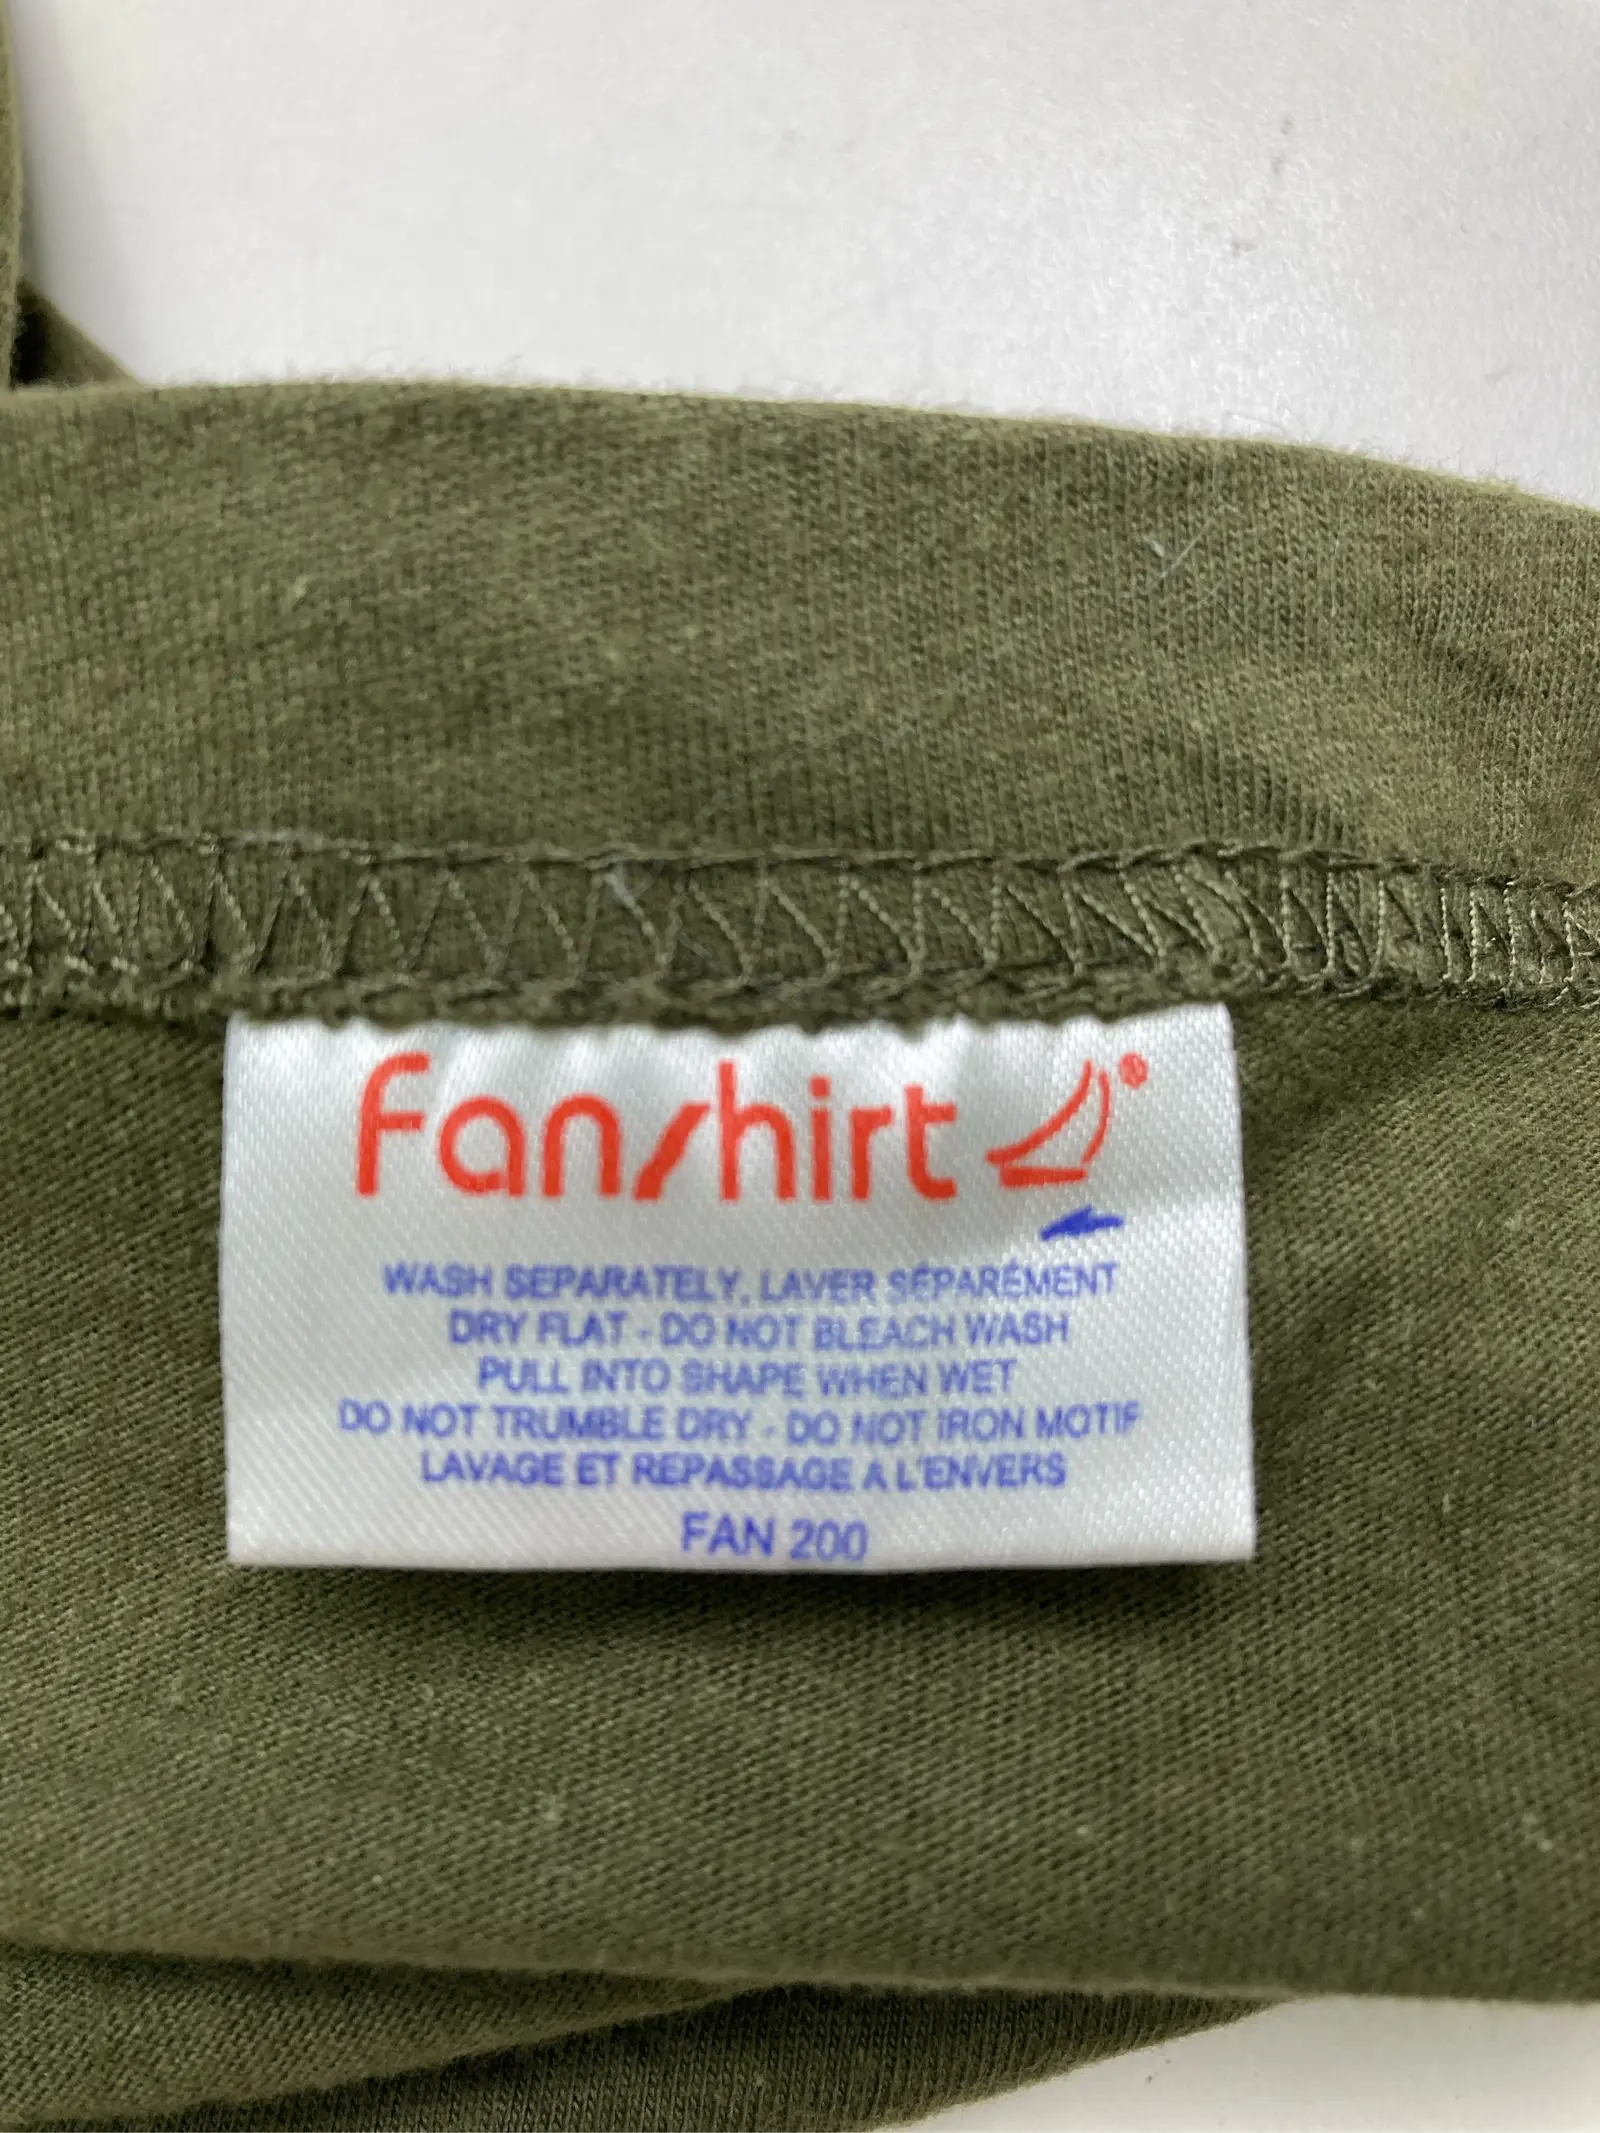 fanshirt ®
WASH SEPARATELY. LAVER SÉPARÉMENT
DRY FLAT - DO NOT BLEACH WASH
PULL INTO SHAPE WHEN WET
DO NOT TRUMBLE DRY - DO NOT IRON MOTIF
LAVAGE ET REPASSAGE A L'ENVERS
FAN 200